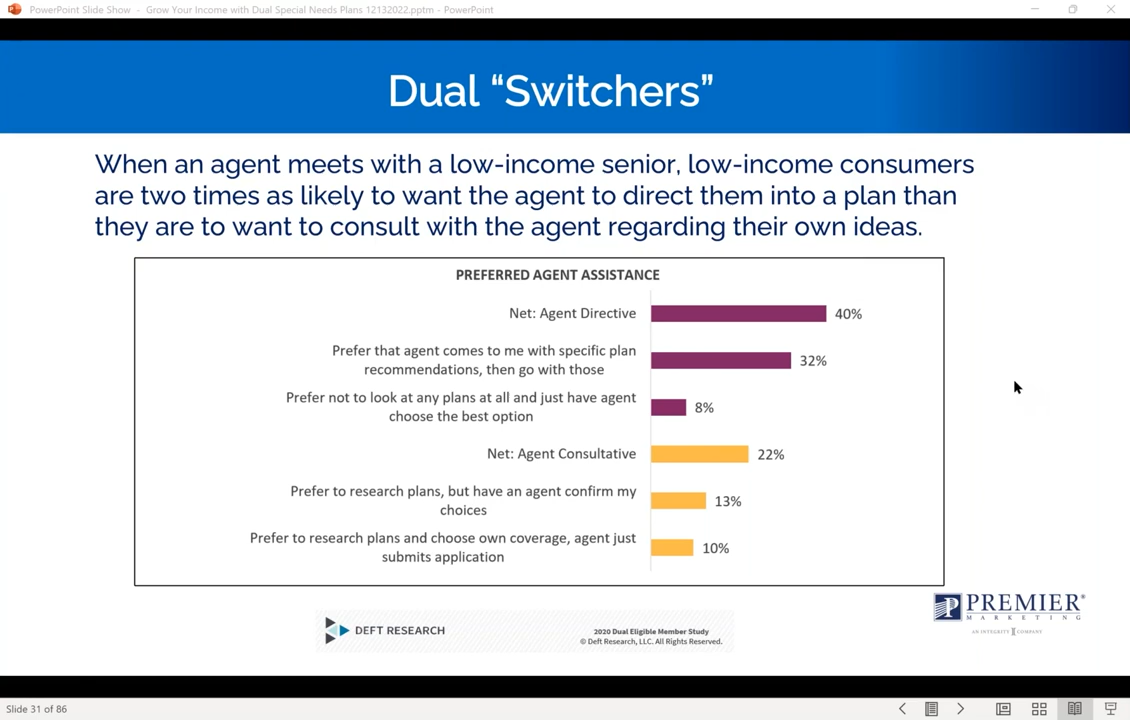 PowerPoint Slide Show - Grow Your Income with Dual Special Needs Plans 12132022.pptm - PowerPoint
Dual “Switchers”
When an agent meets with a low-income senior, low-income consumers
are two times as likely to want the agent to direct them into a plan than
they are to want to consult with the agent regarding their own ideas.
PREFERRED AGENT ASSISTANCE
Net: Agent Directive
40%
Prefer that agent comes to me with specific plan
recommendations, then go with those
32%
Prefer not to look at any plans at all and just have agent
choose the best option
8%
Net: Agent Consultative
22%
Prefer to research plans, but have an agent confirm my
choices
13%
Prefer to research plans and choose own coverage, agent just
submits application
10%
PREMIER®
MARKETING
AN INTEGRITY COMPANY
DEFT RESEARCH
2020 Dual Eligible Member Study
© Deft Research, LLC. All Rights Reserved.
Slide 31 of 86